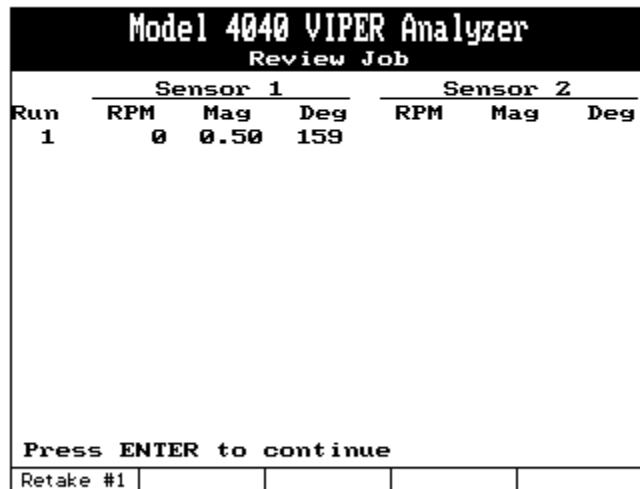 Model 4040 VIPER Analyzer
Review Job
Sensor 1 Sensor 2
Run RPM Mag Deg RPM Mag Deg
1 0 0.50 159
Press ENTER to continue
Retake #1